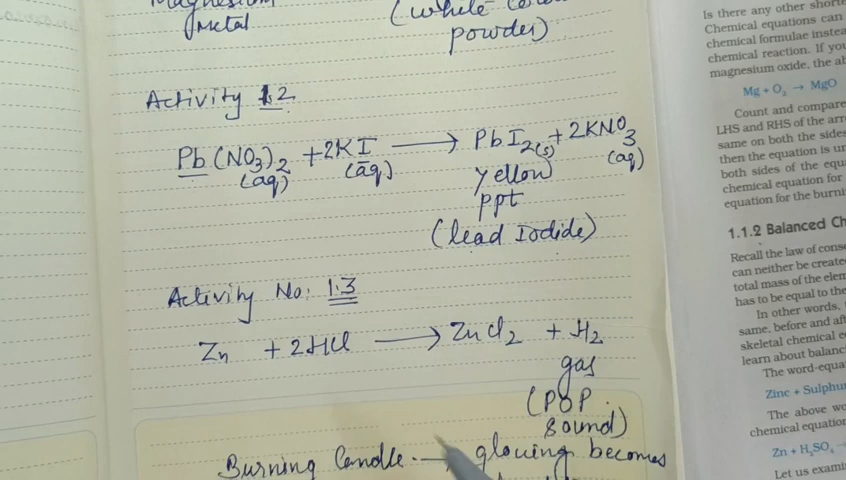 Magnesium
metal
(white
powder)
Activity 1.2
Pb(NO3)2 + 2KI → PbI2(s) + 2KNO3
(aq) (aq) (aq)
yellow
ppt
(lead Iodide)
Activity No: 1.3
Zn + 2HCl → ZnCl2 + H2
gas
(POP
sound)
Burning Candle → glowing becomes
Is there any other shor
Chemical equations can
chemical formulae instea
chemical reaction. If you
magnesium oxide, the ab
Mg + O2 → MgO
Count and compare
LHS and RHS of the arr
same on both the sides
then the equation is un
both sides of the equa
chemical equation for
equation for the burni
1.1.2 Balanced Ch
Recall the law of cons
can neither be create
total mass of the elem
has to be equal to the
In other words,
same, before and aft
skeletal chemical e
learn about balanc
The word-equa
Zinc + Sulphur
The above wo
chemical equation
Zn + H2SO4 →
Let us exami